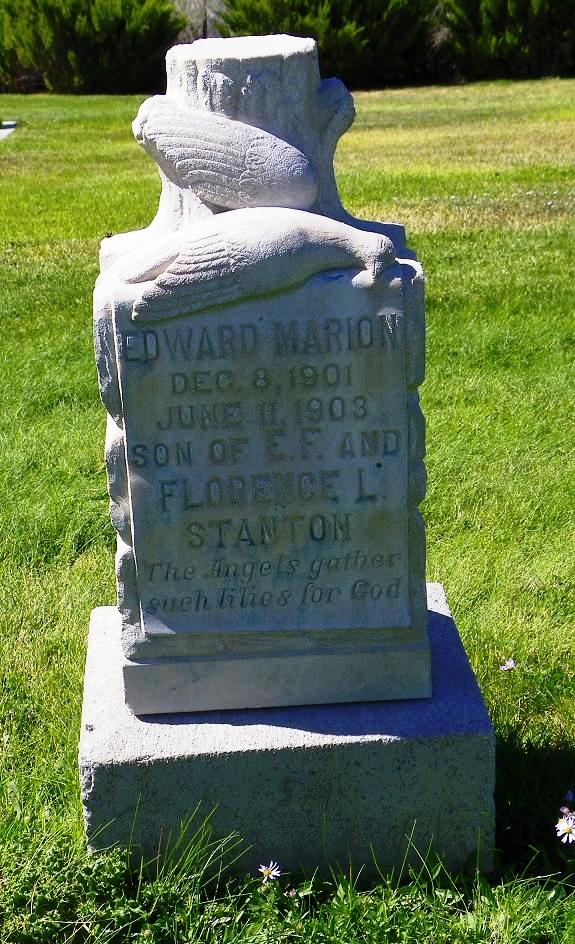 EDWARD MARION
DEC. 8, 1901
JUNE 11, 1903
SON OF E. F. AND
FLORENCE L.
STANTON
The Angels gather
such lilies for God